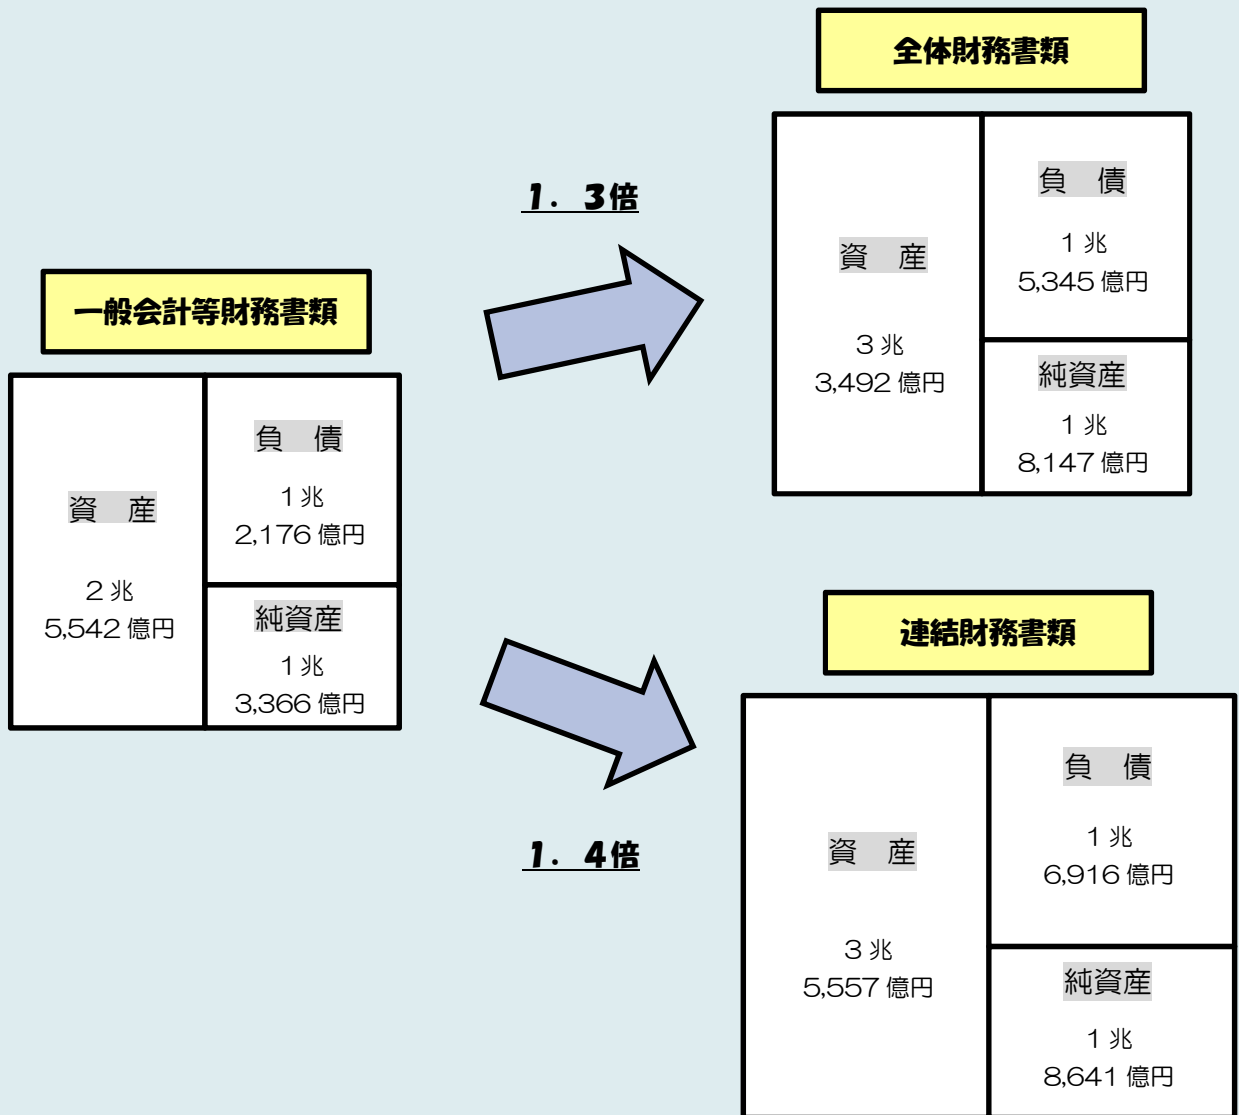 全体財務書類
資　産
3 兆
3,492 億円
負　債
1 兆
5,345 億円
純資産
1 兆
8,147 億円
1．3倍
一般会計等財務書類
資　産
2 兆
5,542 億円
負　債
1 兆
2,176 億円
純資産
1 兆
3,366 億円
1．4倍
連結財務書類
資　産
3 兆
5,557 億円
負　債
1 兆
6,916 億円
純資産
1 兆
8,641 億円